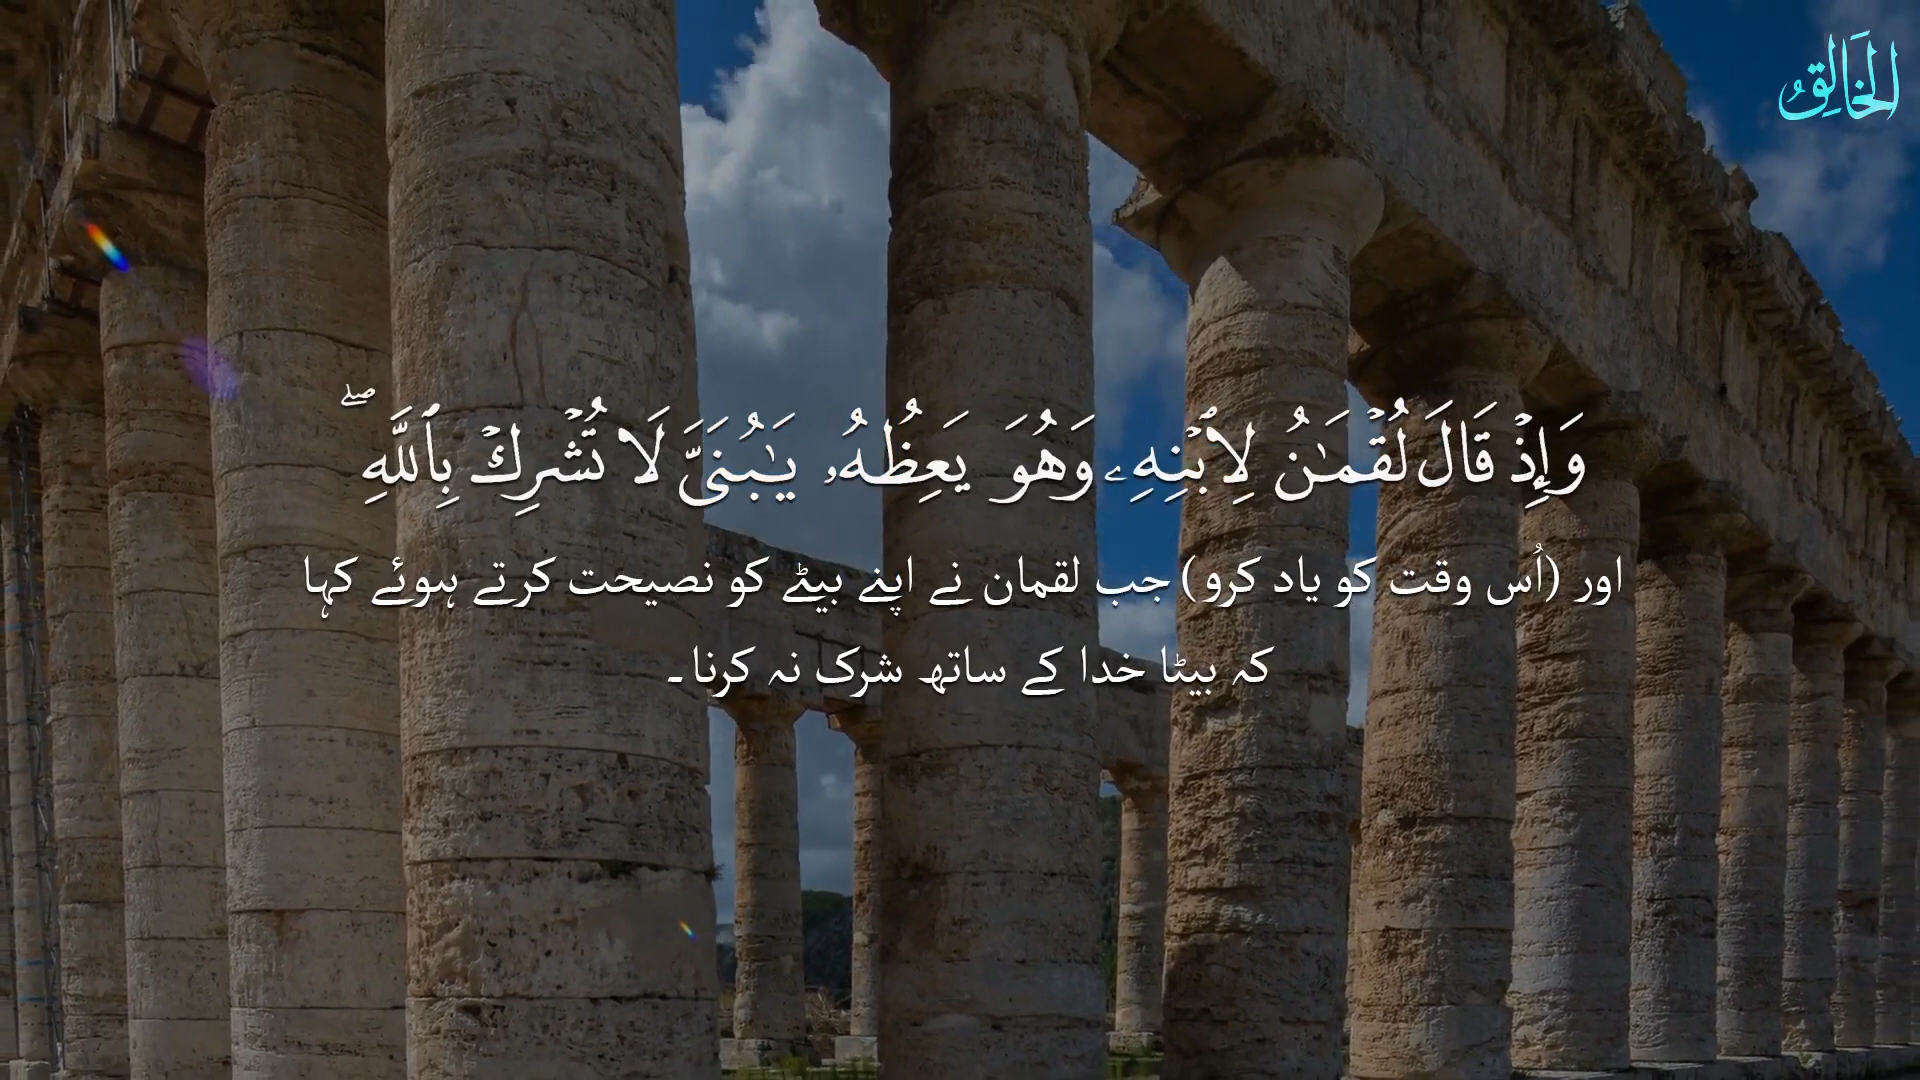 الخَالِقُ
وَإِذۡ قَالَ لُقۡمَـٰنُ لِٱبۡنِهِۦ وَهُوَ يَعِظُهُۥ يَـٰبُنَىَّ لَا تُشۡرِكۡ بِٱللَّهِ‌ۖ
اور (اُس وقت کو یاد کرو) جب لقمان نے اپنے بیٹے کو نصیحت کرتے ہوئے کہا
کہ بیٹا خدا کے ساتھ شرک نہ کرنا۔